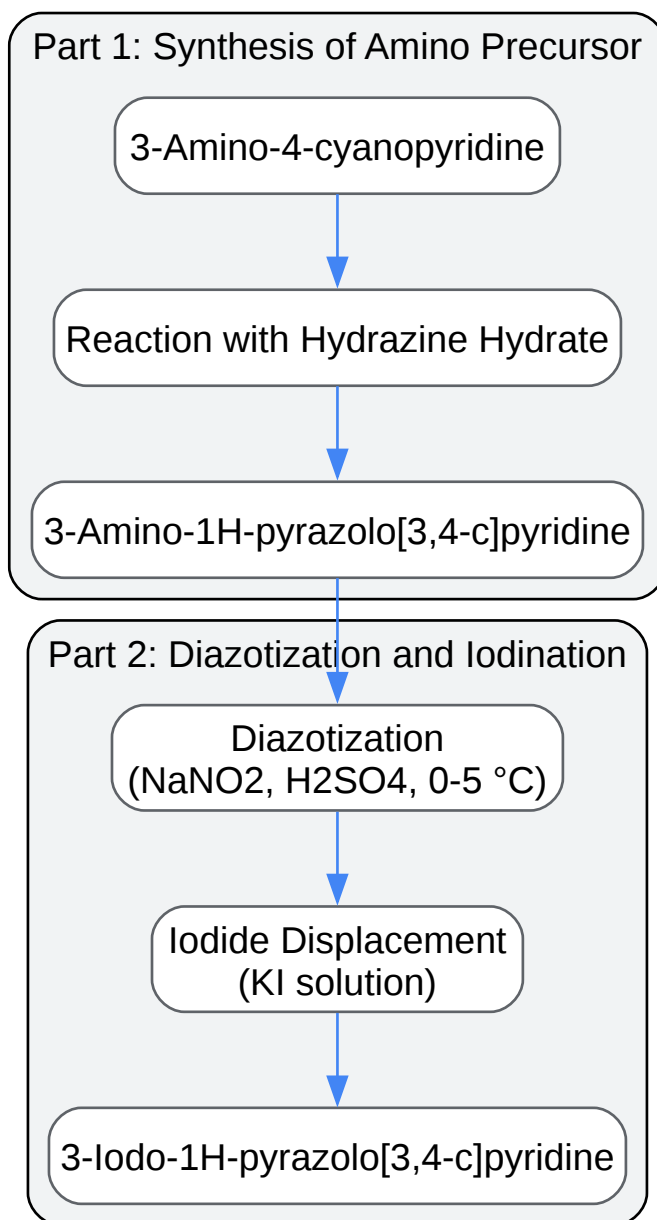 Part 1: Synthesis of Amino Precursor
3-Amino-4-cyanopyridine
Reaction with Hydrazine Hydrate
3-Amino-1H-pyrazolo[3,4-c]pyridine
Part 2: Diazotization and Iodination
Diazotization
(NaNO2, H2SO4, 0-5 °C)
Iodide Displacement
(KI solution)
3-Iodo-1H-pyrazolo[3,4-c]pyridine